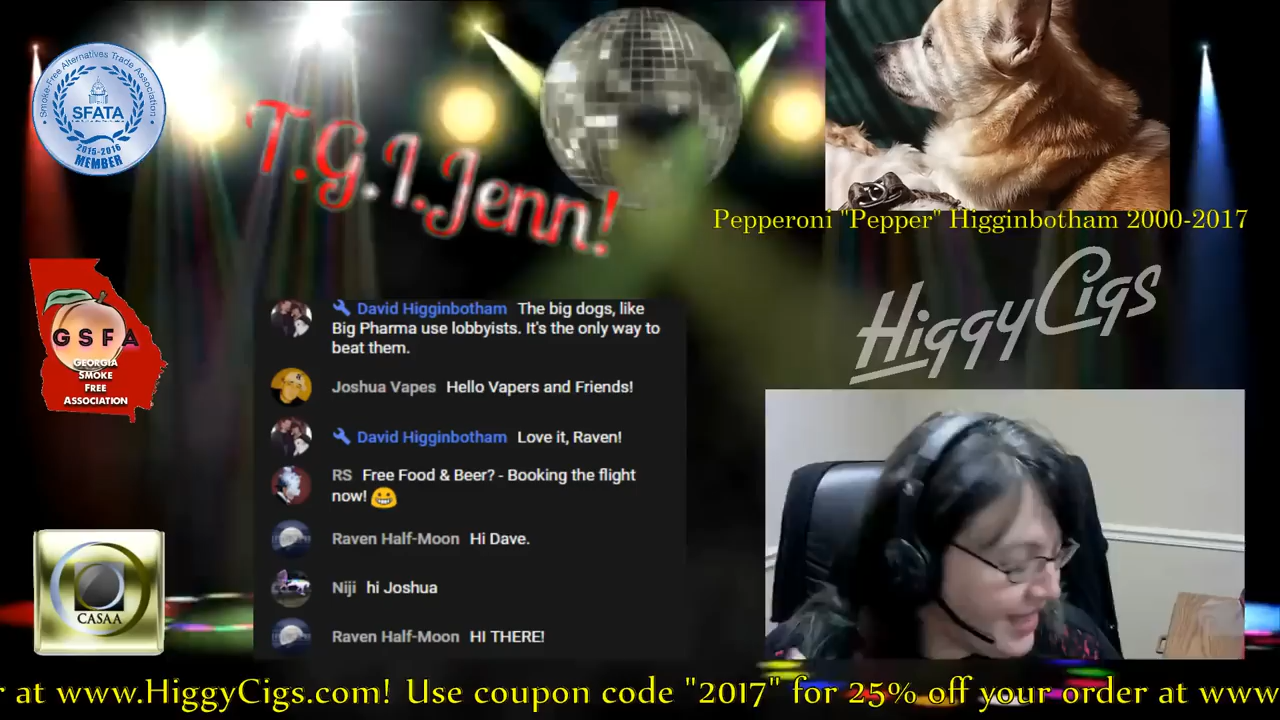 Smoke-Free Alternatives Trade Association
SFATA
2015-2016
MEMBER
T.G.I.Jenn!
Pepperoni "Pepper" Higginbotham 2000-2017
HiggyCigs
GSFA
GEORGIA
SMOKE
FREE
ASSOCIATION
CASAA
David Higginbotham The big dogs, like
Big Pharma use lobbyists. It's the only way to
beat them.
Joshua Vapes Hello Vapers and Friends!
David Higginbotham Love it, Raven!
RS Free Food & Beer? - Booking the flight
now! 😀
Raven Half-Moon Hi Dave.
Niji hi Joshua
Raven Half-Moon HI THERE!
r at www.HiggyCigs.com! Use coupon code "2017" for 25% off your order at www